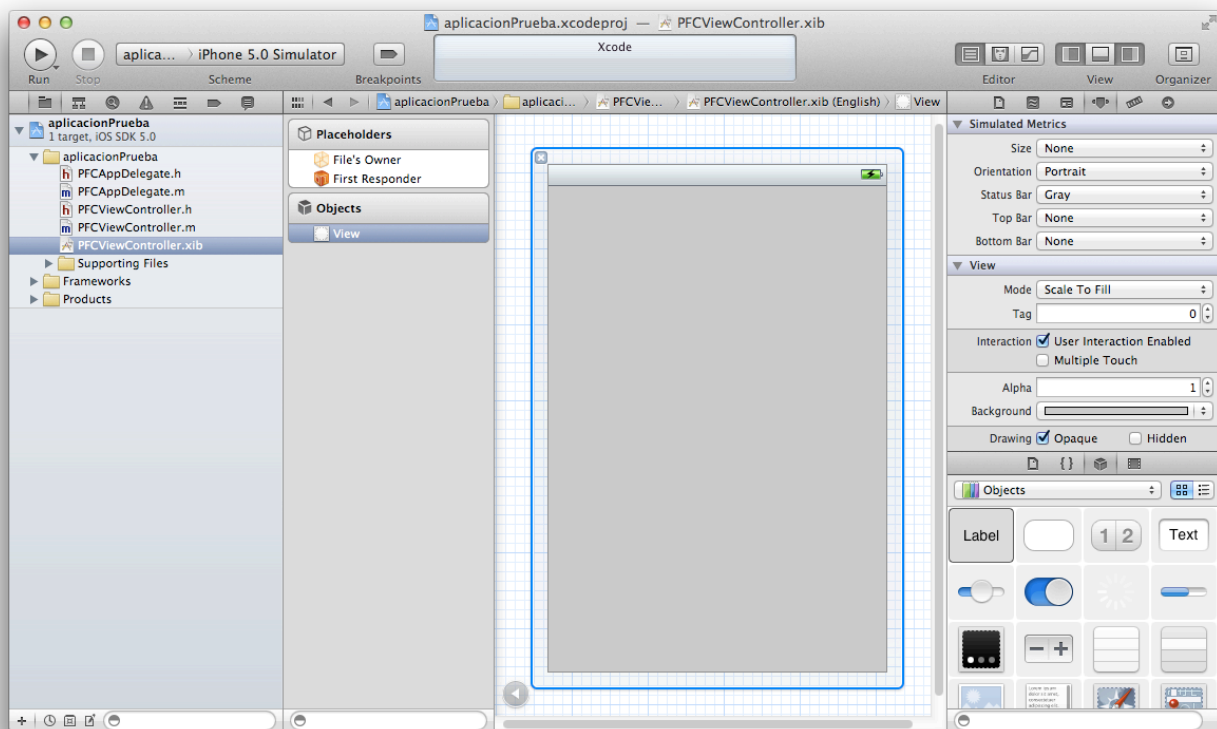 aplicacionPrueba.xcodeproj — PFCViewController.xib
Run
Stop
aplica... iPhone 5.0 Simulator
Scheme
Breakpoints
Xcode
Editor
View
Organizer
aplicacionPrueba
aplicaci...
PFCVie...
PFCViewController.xib (English)
View
aplicacionPrueba
1 target, iOS SDK 5.0
aplicacionPrueba
h PFCAppDelegate.h
m PFCAppDelegate.m
h PFCViewController.h
m PFCViewController.m
PFCViewController.xib
Supporting Files
Frameworks
Products
Placeholders
File's Owner
First Responder
Objects
View
Simulated Metrics
Size None
Orientation Portrait
Status Bar Gray
Top Bar None
Bottom Bar None
View
Mode Scale To Fill
Tag 0
Interaction User Interaction Enabled
Multiple Touch
Alpha 1
Background
Drawing Opaque Hidden
{}
Objects
Label
1 2
Text